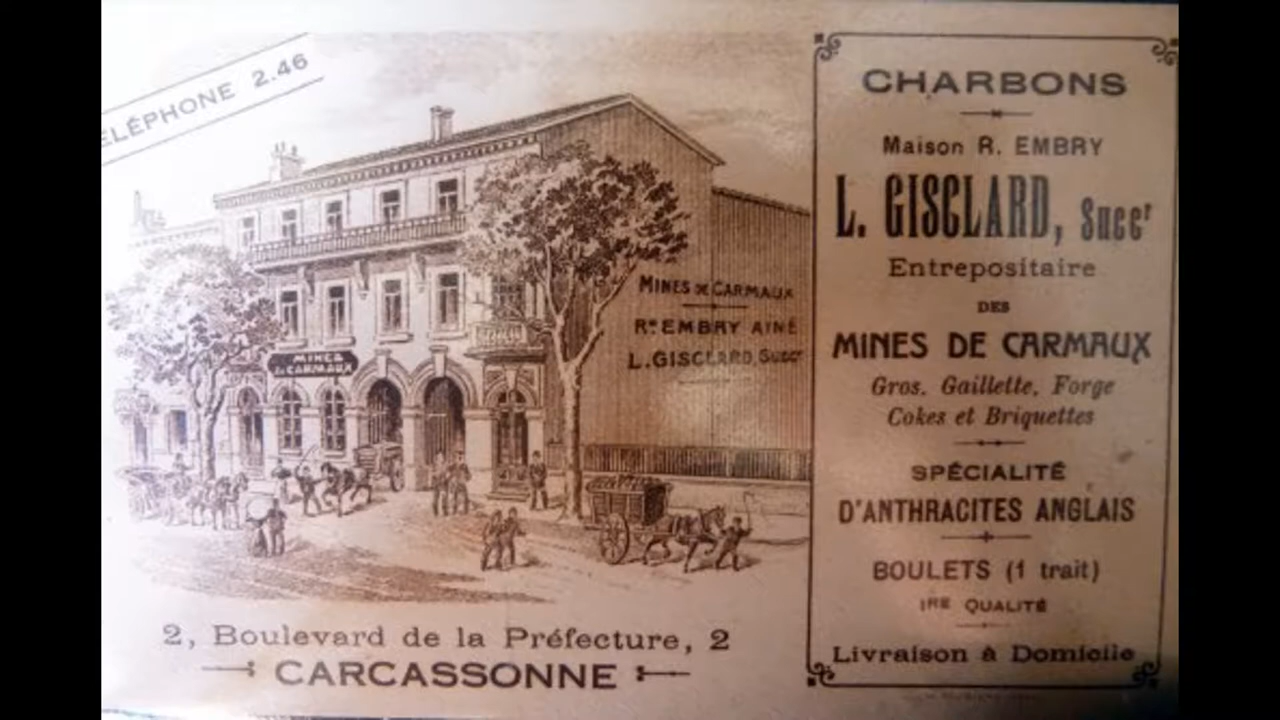 ÉLÉPHONE 2.46
MINES
de CARMAUX
MINES DE CARMAUX
Rᵈ EMBRY AINÉ
L. GISCLARD, Succʳ
2, Boulevard de la Préfecture, 2
CARCASSONNE
CHARBONS
Maison R. EMBRY
L. GISCLARD, Succʳ
Entrepositaire
DES
MINES DE CARMAUX
Gros, Gaillette, Forge
Cokes et Briquettes
SPÉCIALITÉ
D'ANTHRACITES ANGLAIS
BOULETS (1 trait)
1RE QUALITÉ
Livraison à Domicile